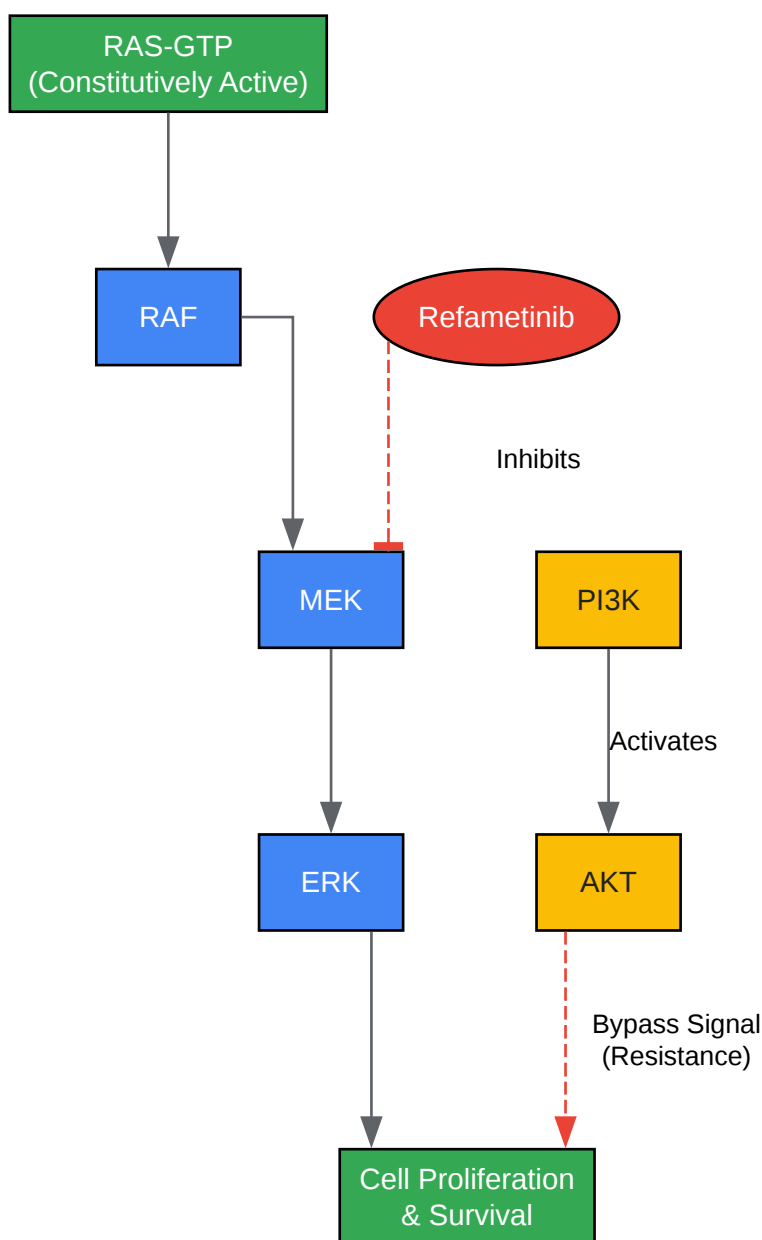 RAS-GTP
(Constitutively Active)
RAF
Refametinib
Inhibits
MEK
PI3K
Activates
ERK
AKT
Bypass Signal
(Resistance)
Cell Proliferation
& Survival